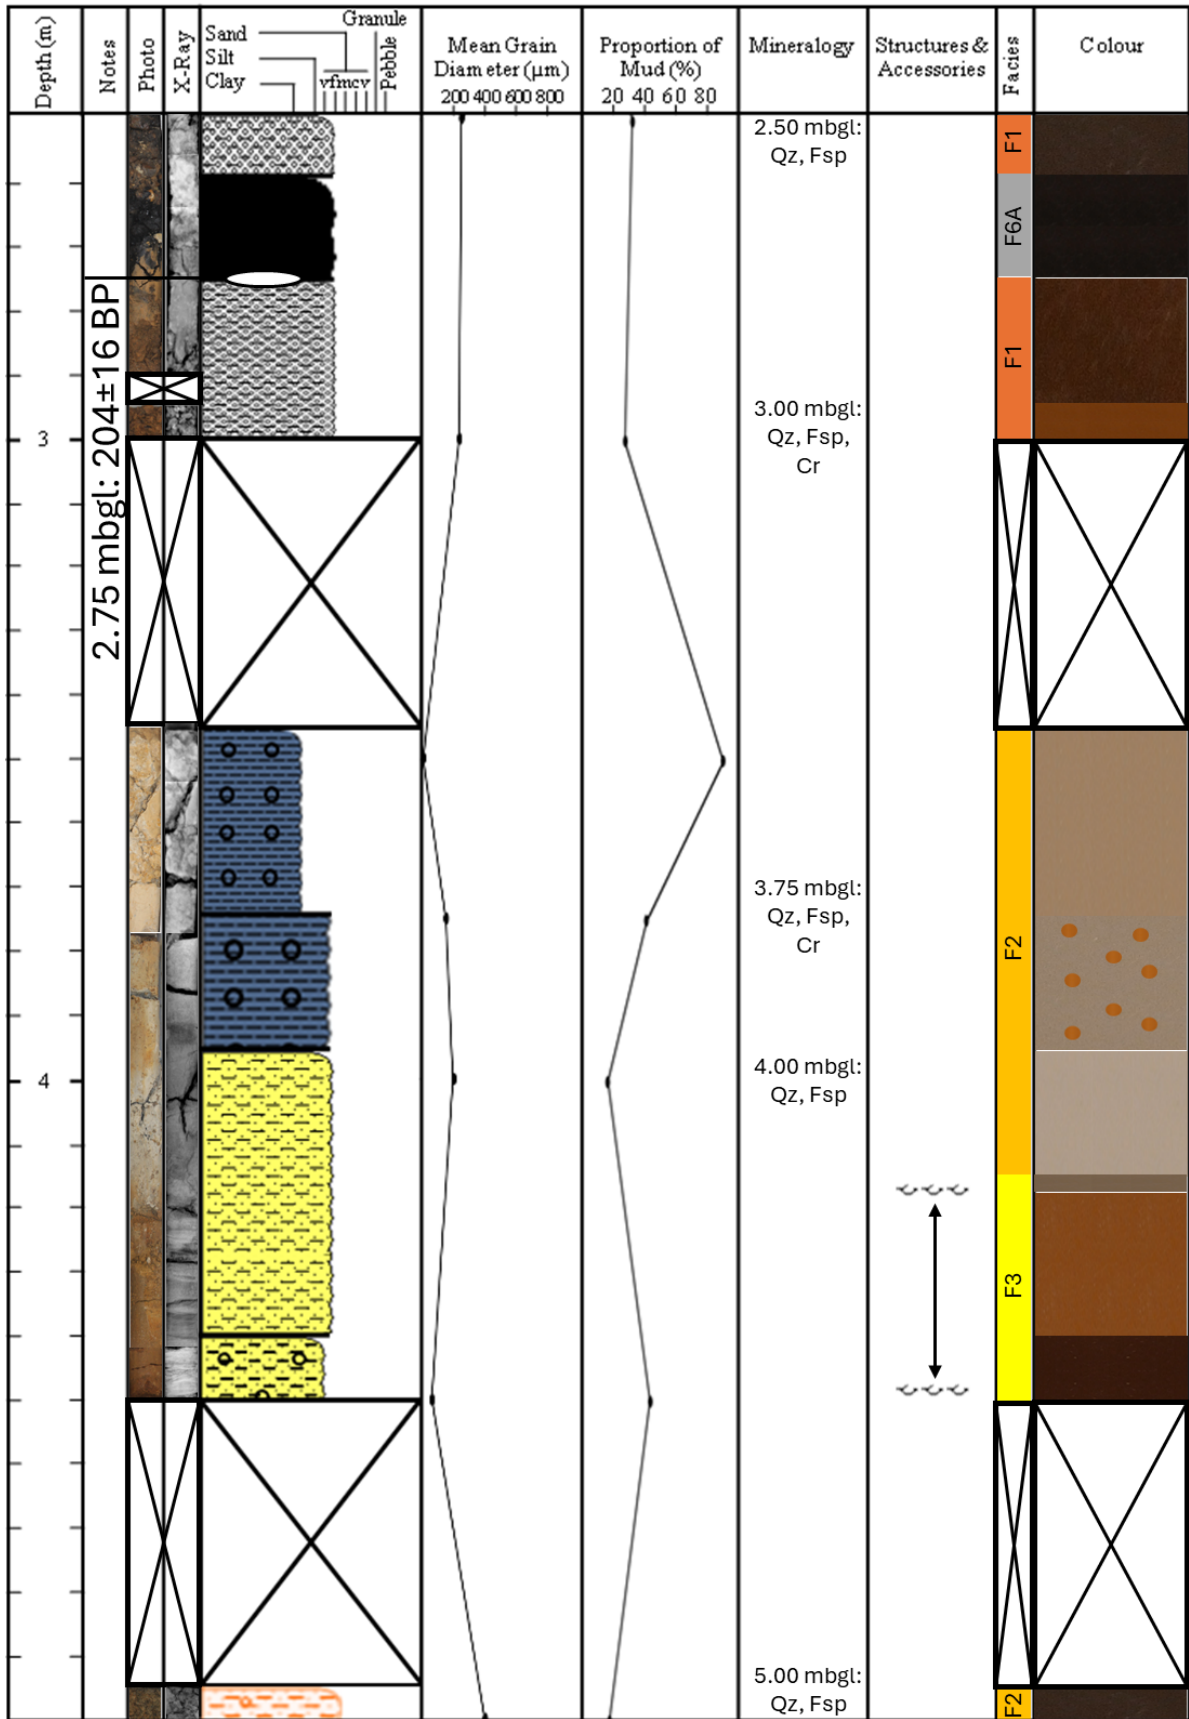 Depth (m)
Notes
Photo
X-Ray
Sand
Silt
Clay
vfmcv
Granule
Pebble
Mean Grain
Diameter (µm)
200 400 600 800
Proportion of
Mud (%)
20 40 60 80
Mineralogy
Structures &
Accessories
Facies
Colour
2.50 mbgl:
Qz, Fsp
F1
F6A
2.75 mbgl: 204±16 BP
F1
3
3.00 mbgl:
Qz, Fsp,
Cr
3.75 mbgl:
Qz, Fsp,
Cr
F2
4
4.00 mbgl:
Qz, Fsp
F3
5.00 mbgl:
Qz, Fsp
F2